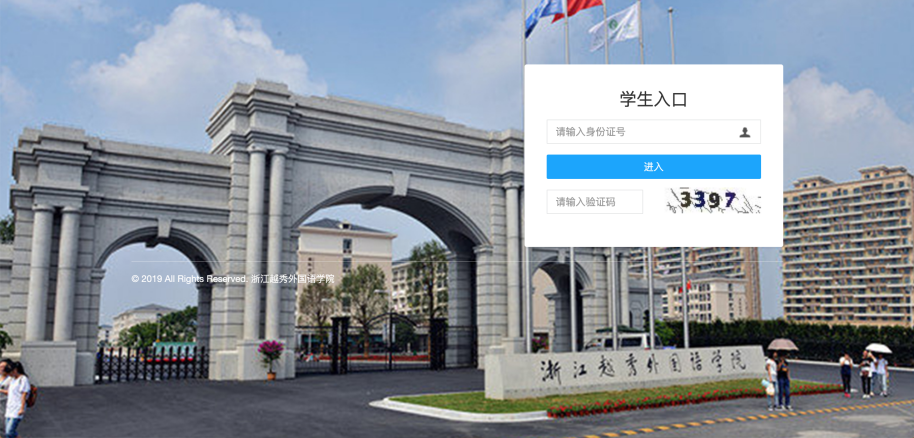 学生入口
请输入身份证号
进入
请输入验证码
3397
© 2019 All Rights Reserved. 浙江越秀外国语学院
浙江越秀外国语学院